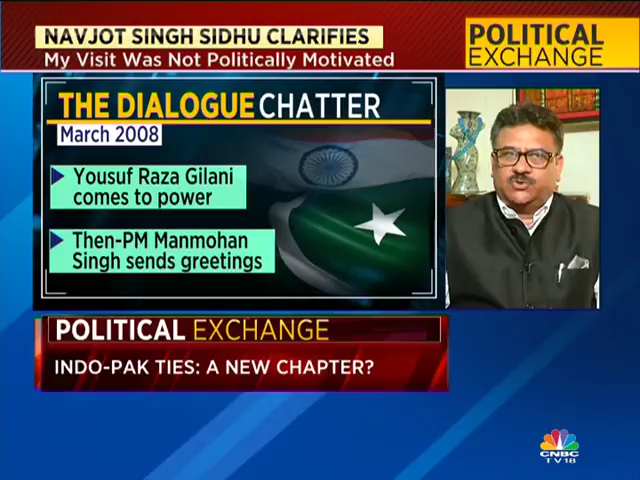 NAVJOT SINGH SIDHU CLARIFIES
My Visit Was Not Politically Motivated
POLITICAL
EXCHANGE
THE DIALOGUE CHATTER
March 2008
Yousuf Raza Gilani
comes to power
Then-PM Manmohan
Singh sends greetings
POLITICAL EXCHANGE
INDO-PAK TIES: A NEW CHAPTER?
CNBC
TV18